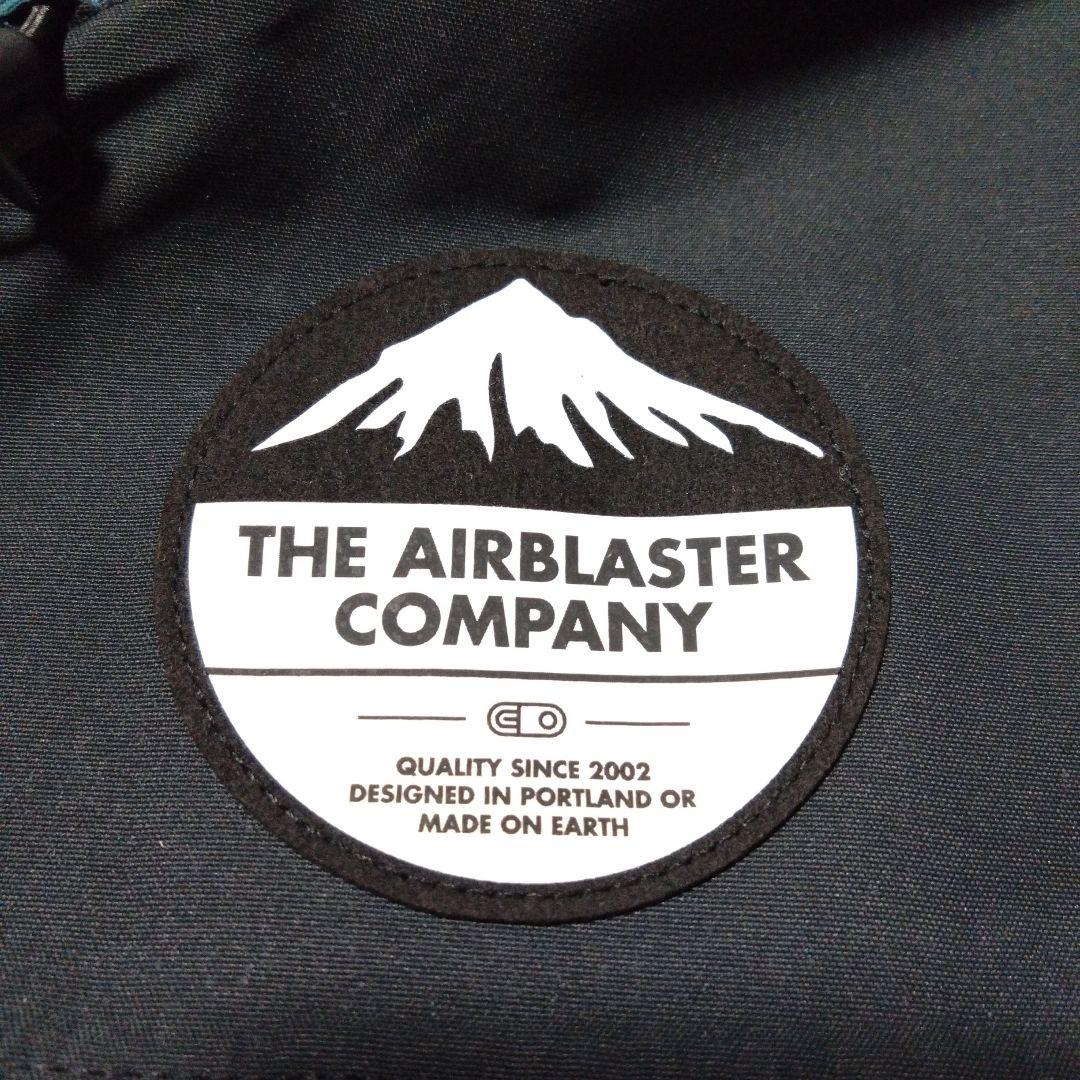 THE AIRBLASTER
COMPANY
QUALITY SINCE 2002
DESIGNED IN PORTLAND OR
MADE ON EARTH